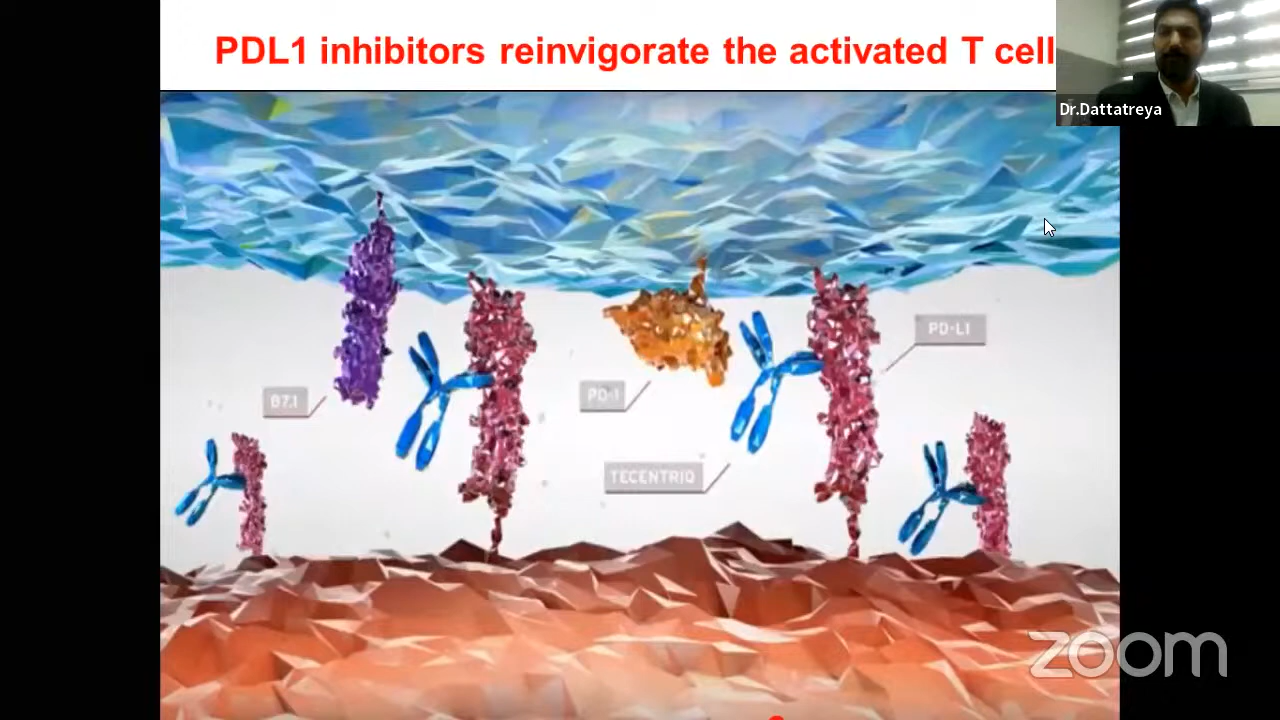 PDL1 inhibitors reinvigorate the activated T cell
Dr.Dattatreya
PD-L1
B7.1
PD-1
TECENTRIQ
zoom